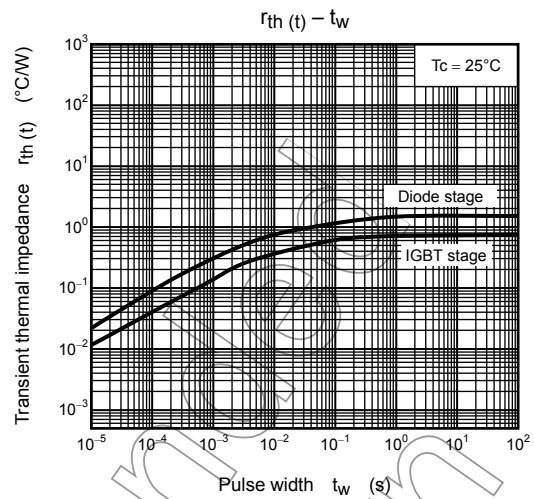 rth (t) – tw
Transient thermal impedance rth (t) (°C/W)
10³
10²
10¹
10⁰
10⁻¹
10⁻²
10⁻³
Tc = 25°C
Diode stage
IGBT stage
10⁻⁵ 10⁻⁴ 10⁻³ 10⁻² 10⁻¹ 10⁰ 10¹ 10²
Pulse width tw (s)